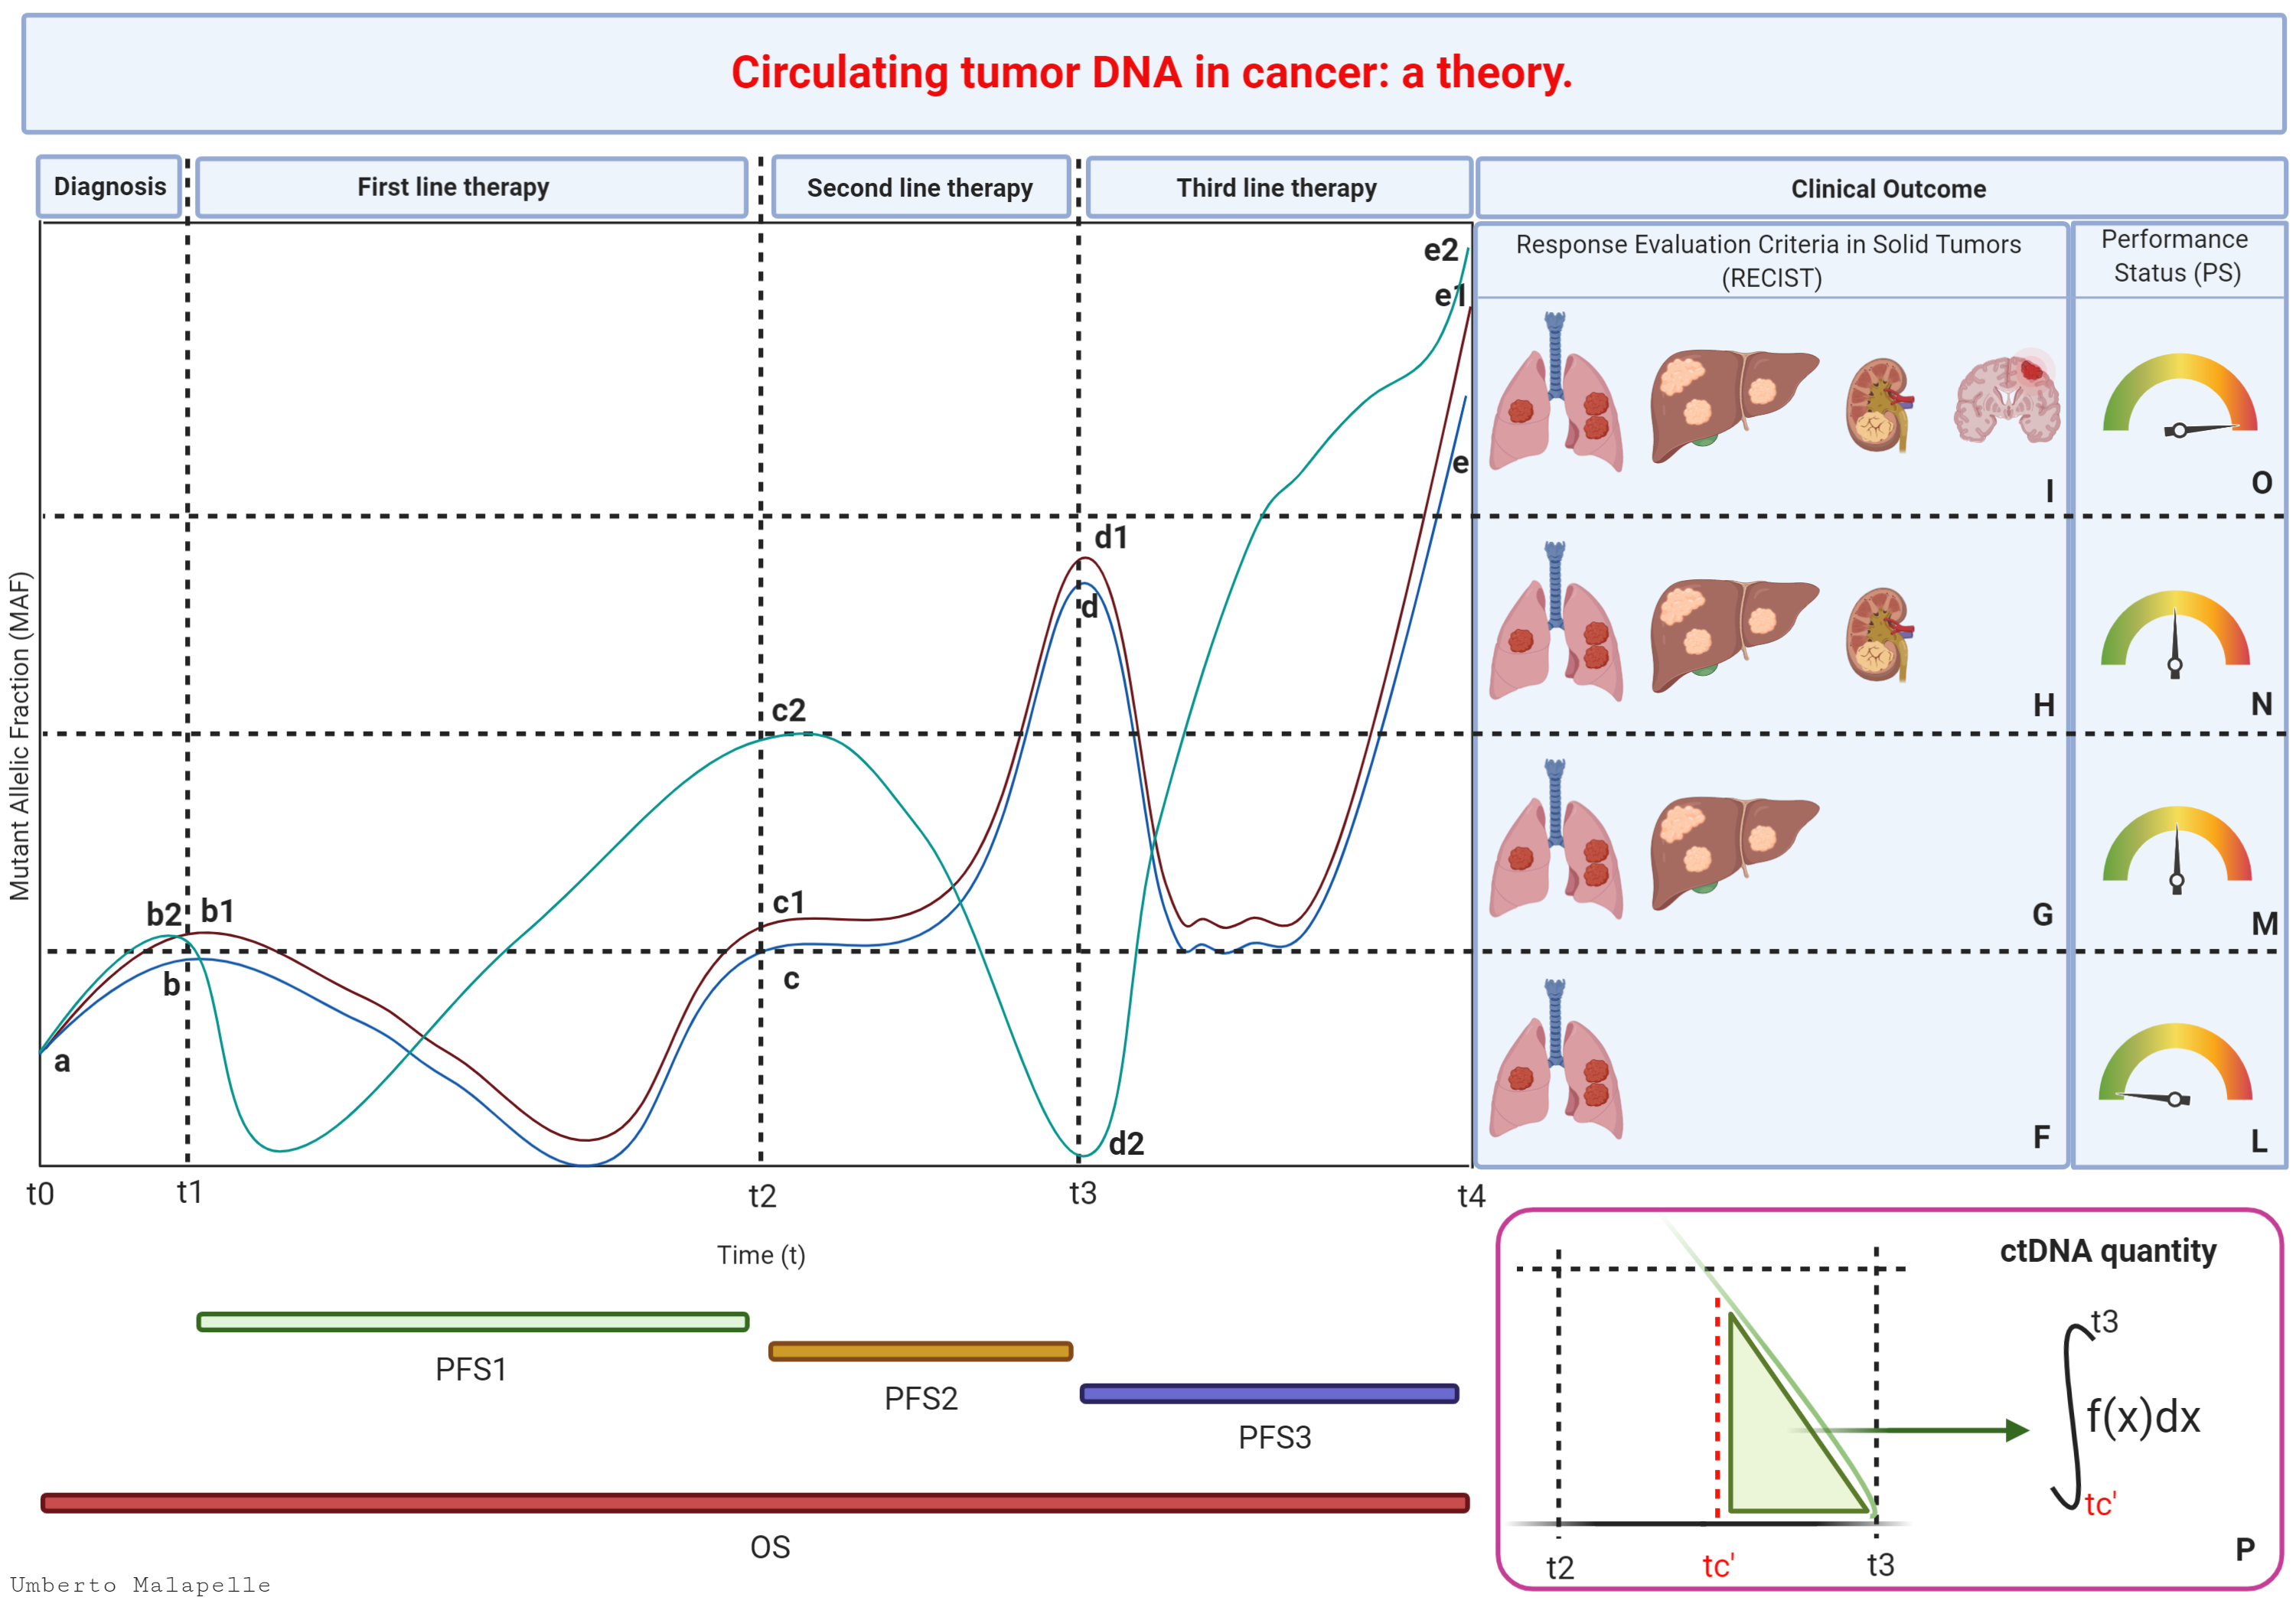 Circulating tumor DNA in cancer: a theory.
Diagnosis
First line therapy
Second line therapy
Third line therapy
Clinical Outcome
Response Evaluation Criteria in Solid Tumors
(RECIST)
Performance
Status (PS)
Mutant Allelic Fraction (MAF)
e2
e1
e
d1
d
c2
c1
c
b2
b1
b
a
d2
I
O
H
N
G
M
F
L
t0
t1
t2
t3
t4
Time (t)
PFS1
PFS2
PFS3
OS
ctDNA quantity
t3
f(x)dx
tc'
t2
tc'
t3
P
Umberto Malapelle